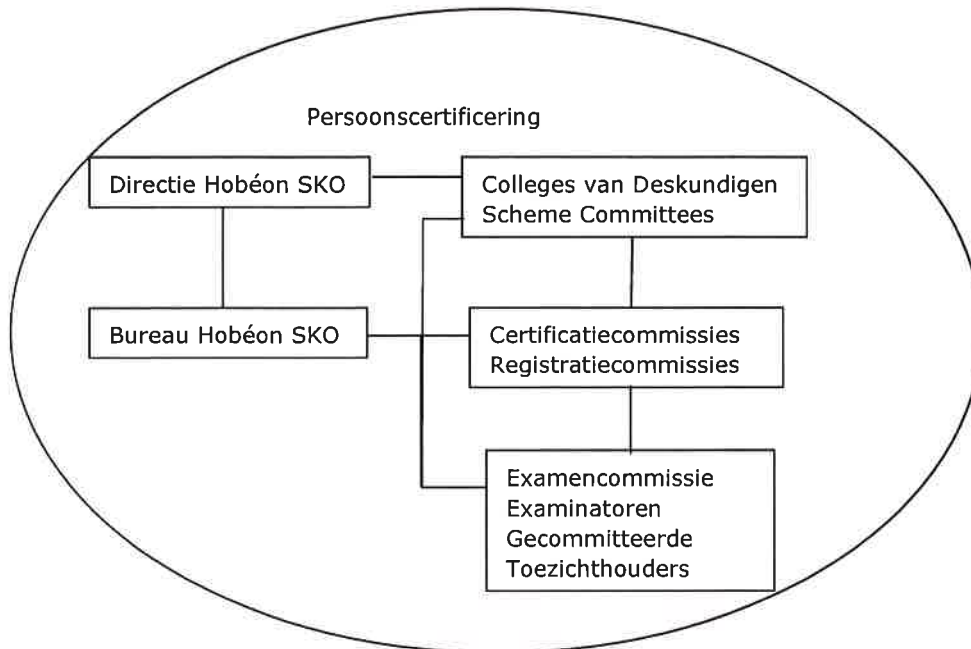 Persoonscertificering
Directie Hobéon SKO
Colleges van Deskundigen
Scheme Committees
Bureau Hobéon SKO
Certificatiecommissies
Registratiecommissies
Examencommissie
Examinatoren
Gecommitteerde
Toezichthouders